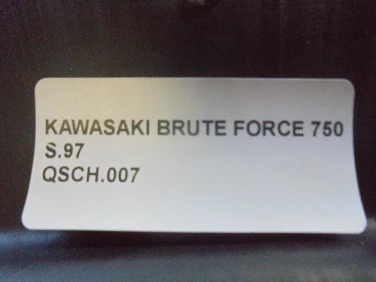 KAWASAKI BRUTE FORCE 750
S.97
QSCH.007